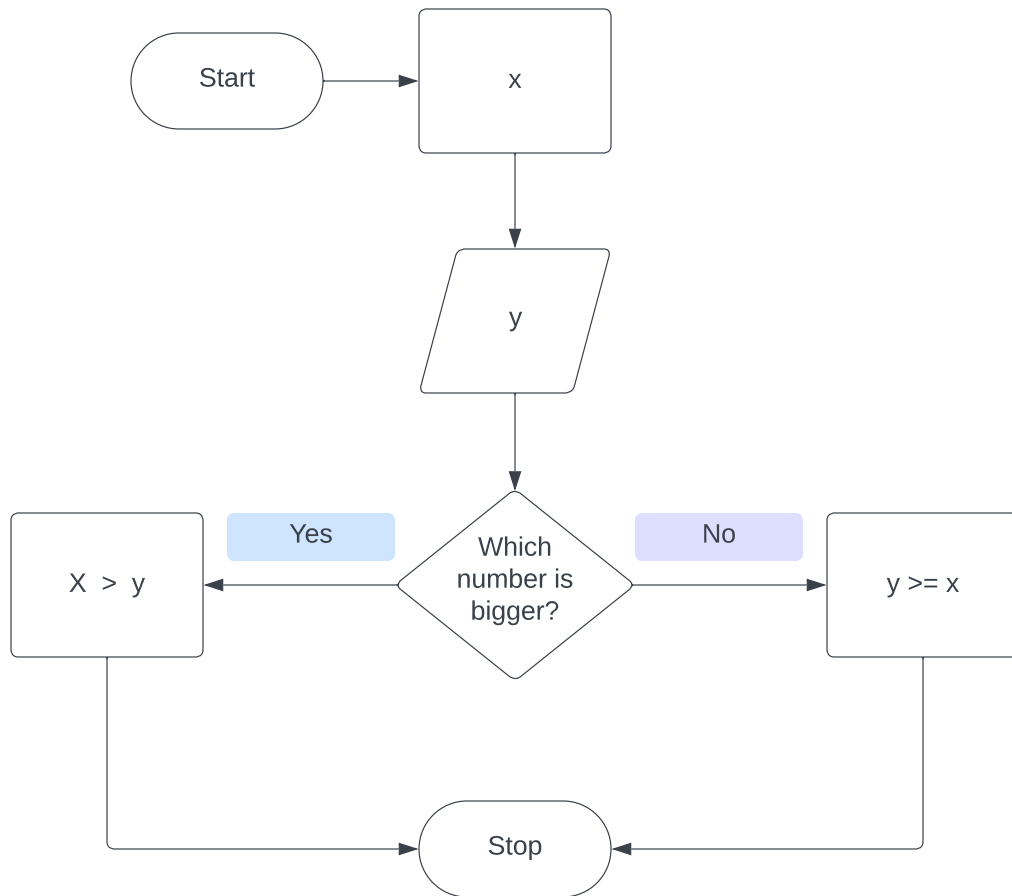 Start
x
y
Which
number is
bigger?
Yes
No
X  >  y
y >= x
Stop